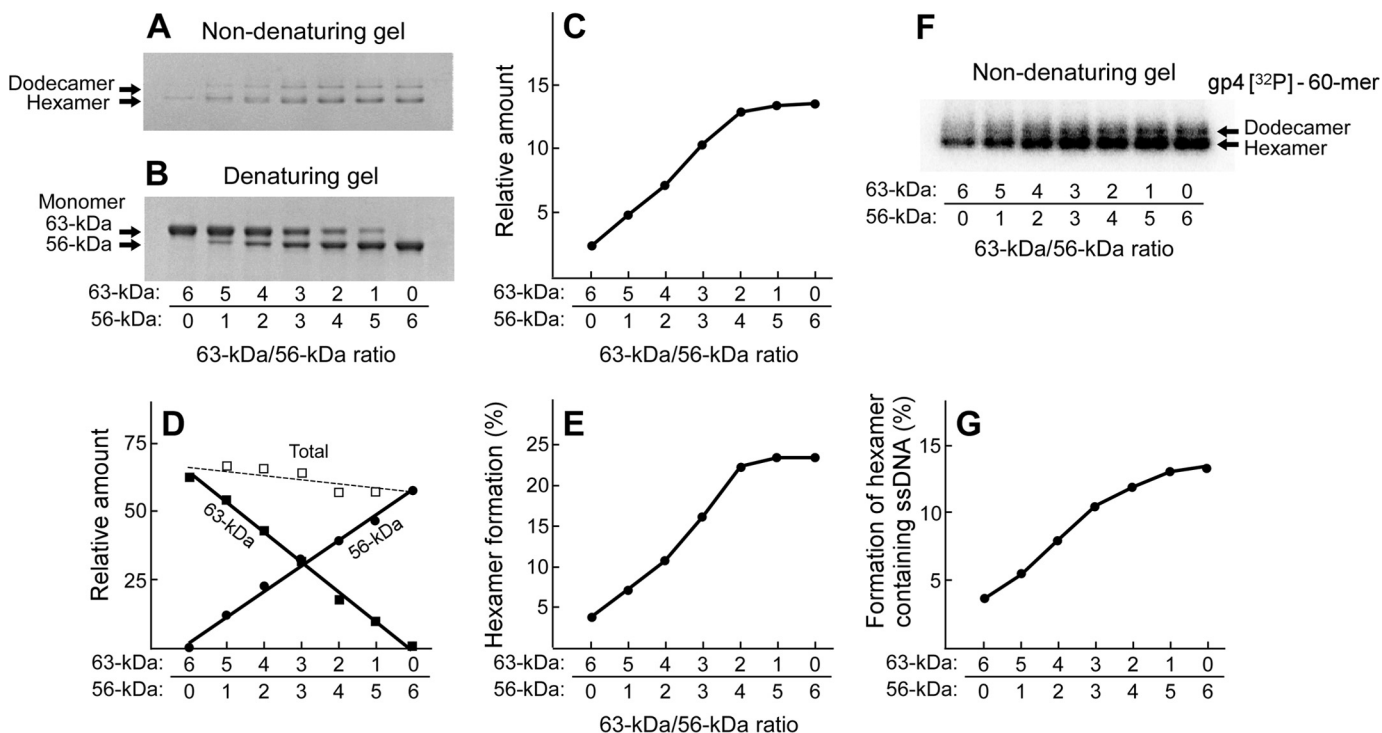 A
Non-denaturing gel
Dodecamer
Hexamer
B
Denaturing gel
Monomer
63-kDa
56-kDa
63-kDa: 6 5 4 3 2 1 0
56-kDa: 0 1 2 3 4 5 6
63-kDa/56-kDa ratio
C
Relative amount
15
10
5
63-kDa: 6 5 4 3 2 1 0
56-kDa: 0 1 2 3 4 5 6
63-kDa/56-kDa ratio
F
Non-denaturing gel
gp4 [³²P] - 60-mer
Dodecamer
Hexamer
63-kDa: 6 5 4 3 2 1 0
56-kDa: 0 1 2 3 4 5 6
63-kDa/56-kDa ratio
D
Relative amount
75
50
25
Total
63-kDa
56-kDa
63-kDa: 6 5 4 3 2 1 0
56-kDa: 0 1 2 3 4 5 6
E
Hexamer formation (%)
25
20
15
10
5
63-kDa: 6 5 4 3 2 1 0
56-kDa: 0 1 2 3 4 5 6
63-kDa/56-kDa ratio
G
Formation of hexamer
containing ssDNA (%)
15
10
5
63-kDa: 6 5 4 3 2 1 0
56-kDa: 0 1 2 3 4 5 6